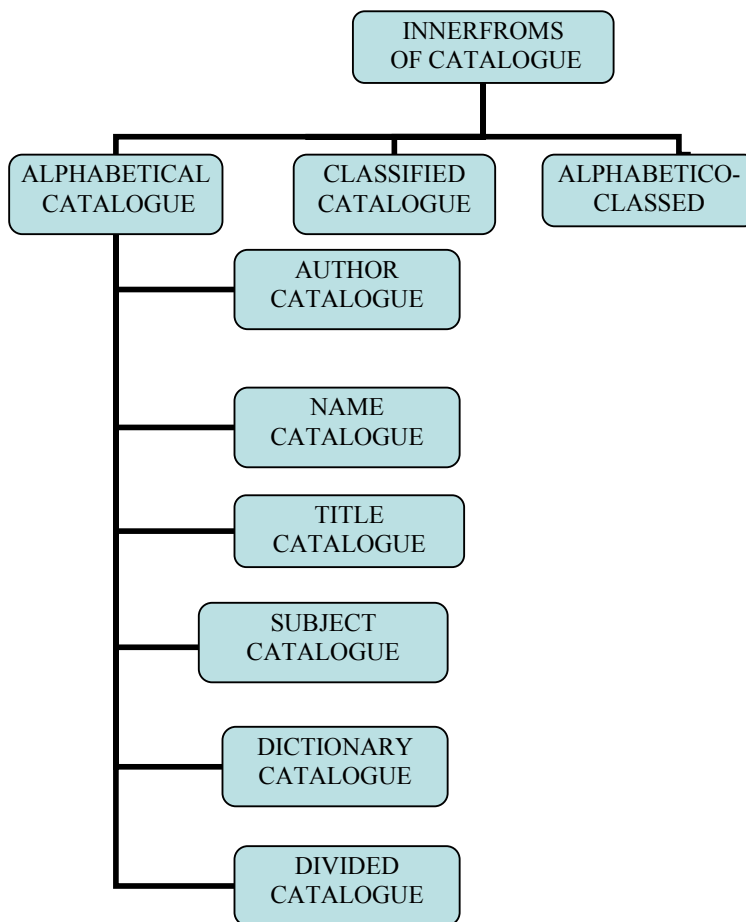 INNERFROMS
OF CATALOGUE
ALPHABETICAL
CATALOGUE
CLASSIFIED
CATALOGUE
ALPHABETICO-
CLASSED
AUTHOR
CATALOGUE
NAME
CATALOGUE
TITLE
CATALOGUE
SUBJECT
CATALOGUE
DICTIONARY
CATALOGUE
DIVIDED
CATALOGUE